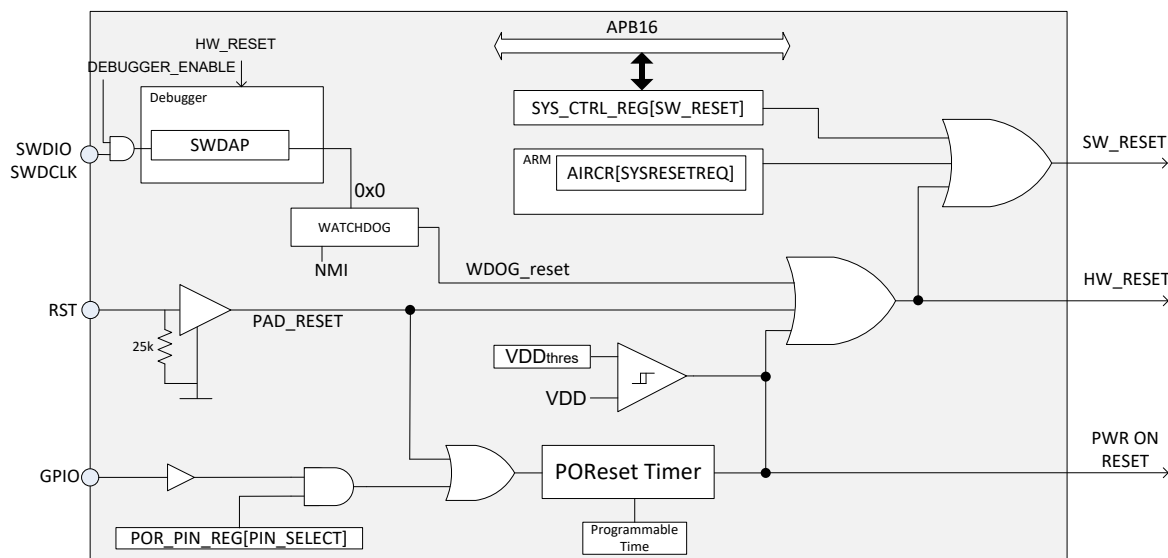 APB16
HW_RESET
DEBUGGER_ENABLE
Debugger
SWDAP
SWDIO
SWDCLK
SYS_CTRL_REG[SW_RESET]
ARM
AIRCR[SYSRESETREQ]
SW_RESET
0x0
WATCHDOG
NMI
WDOG_reset
HW_RESET
RST
PAD_RESET
25k
VDDthres
VDD
GPIO
POR_PIN_REG[PIN_SELECT]
POReset Timer
Programmable
Time
PWR ON
RESET